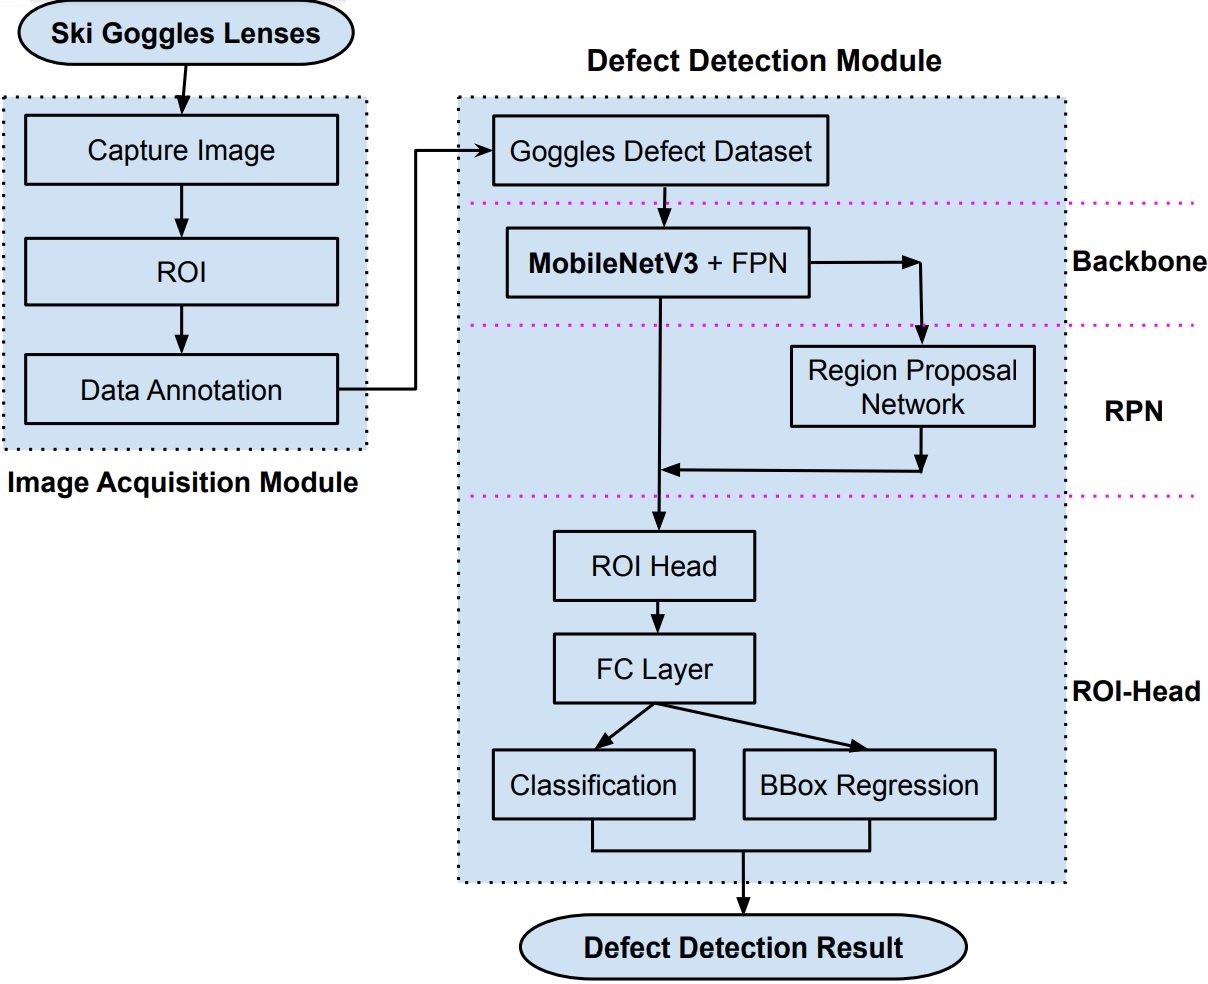 Ski Goggles Lenses
Capture Image
ROI
Data Annotation
Image Acquisition Module
Defect Detection Module
Goggles Defect Dataset
MobileNetV3 + FPN
Backbone
Region Proposal
Network
RPN
ROI Head
FC Layer
ROI-Head
Classification
BBox Regression
Defect Detection Result